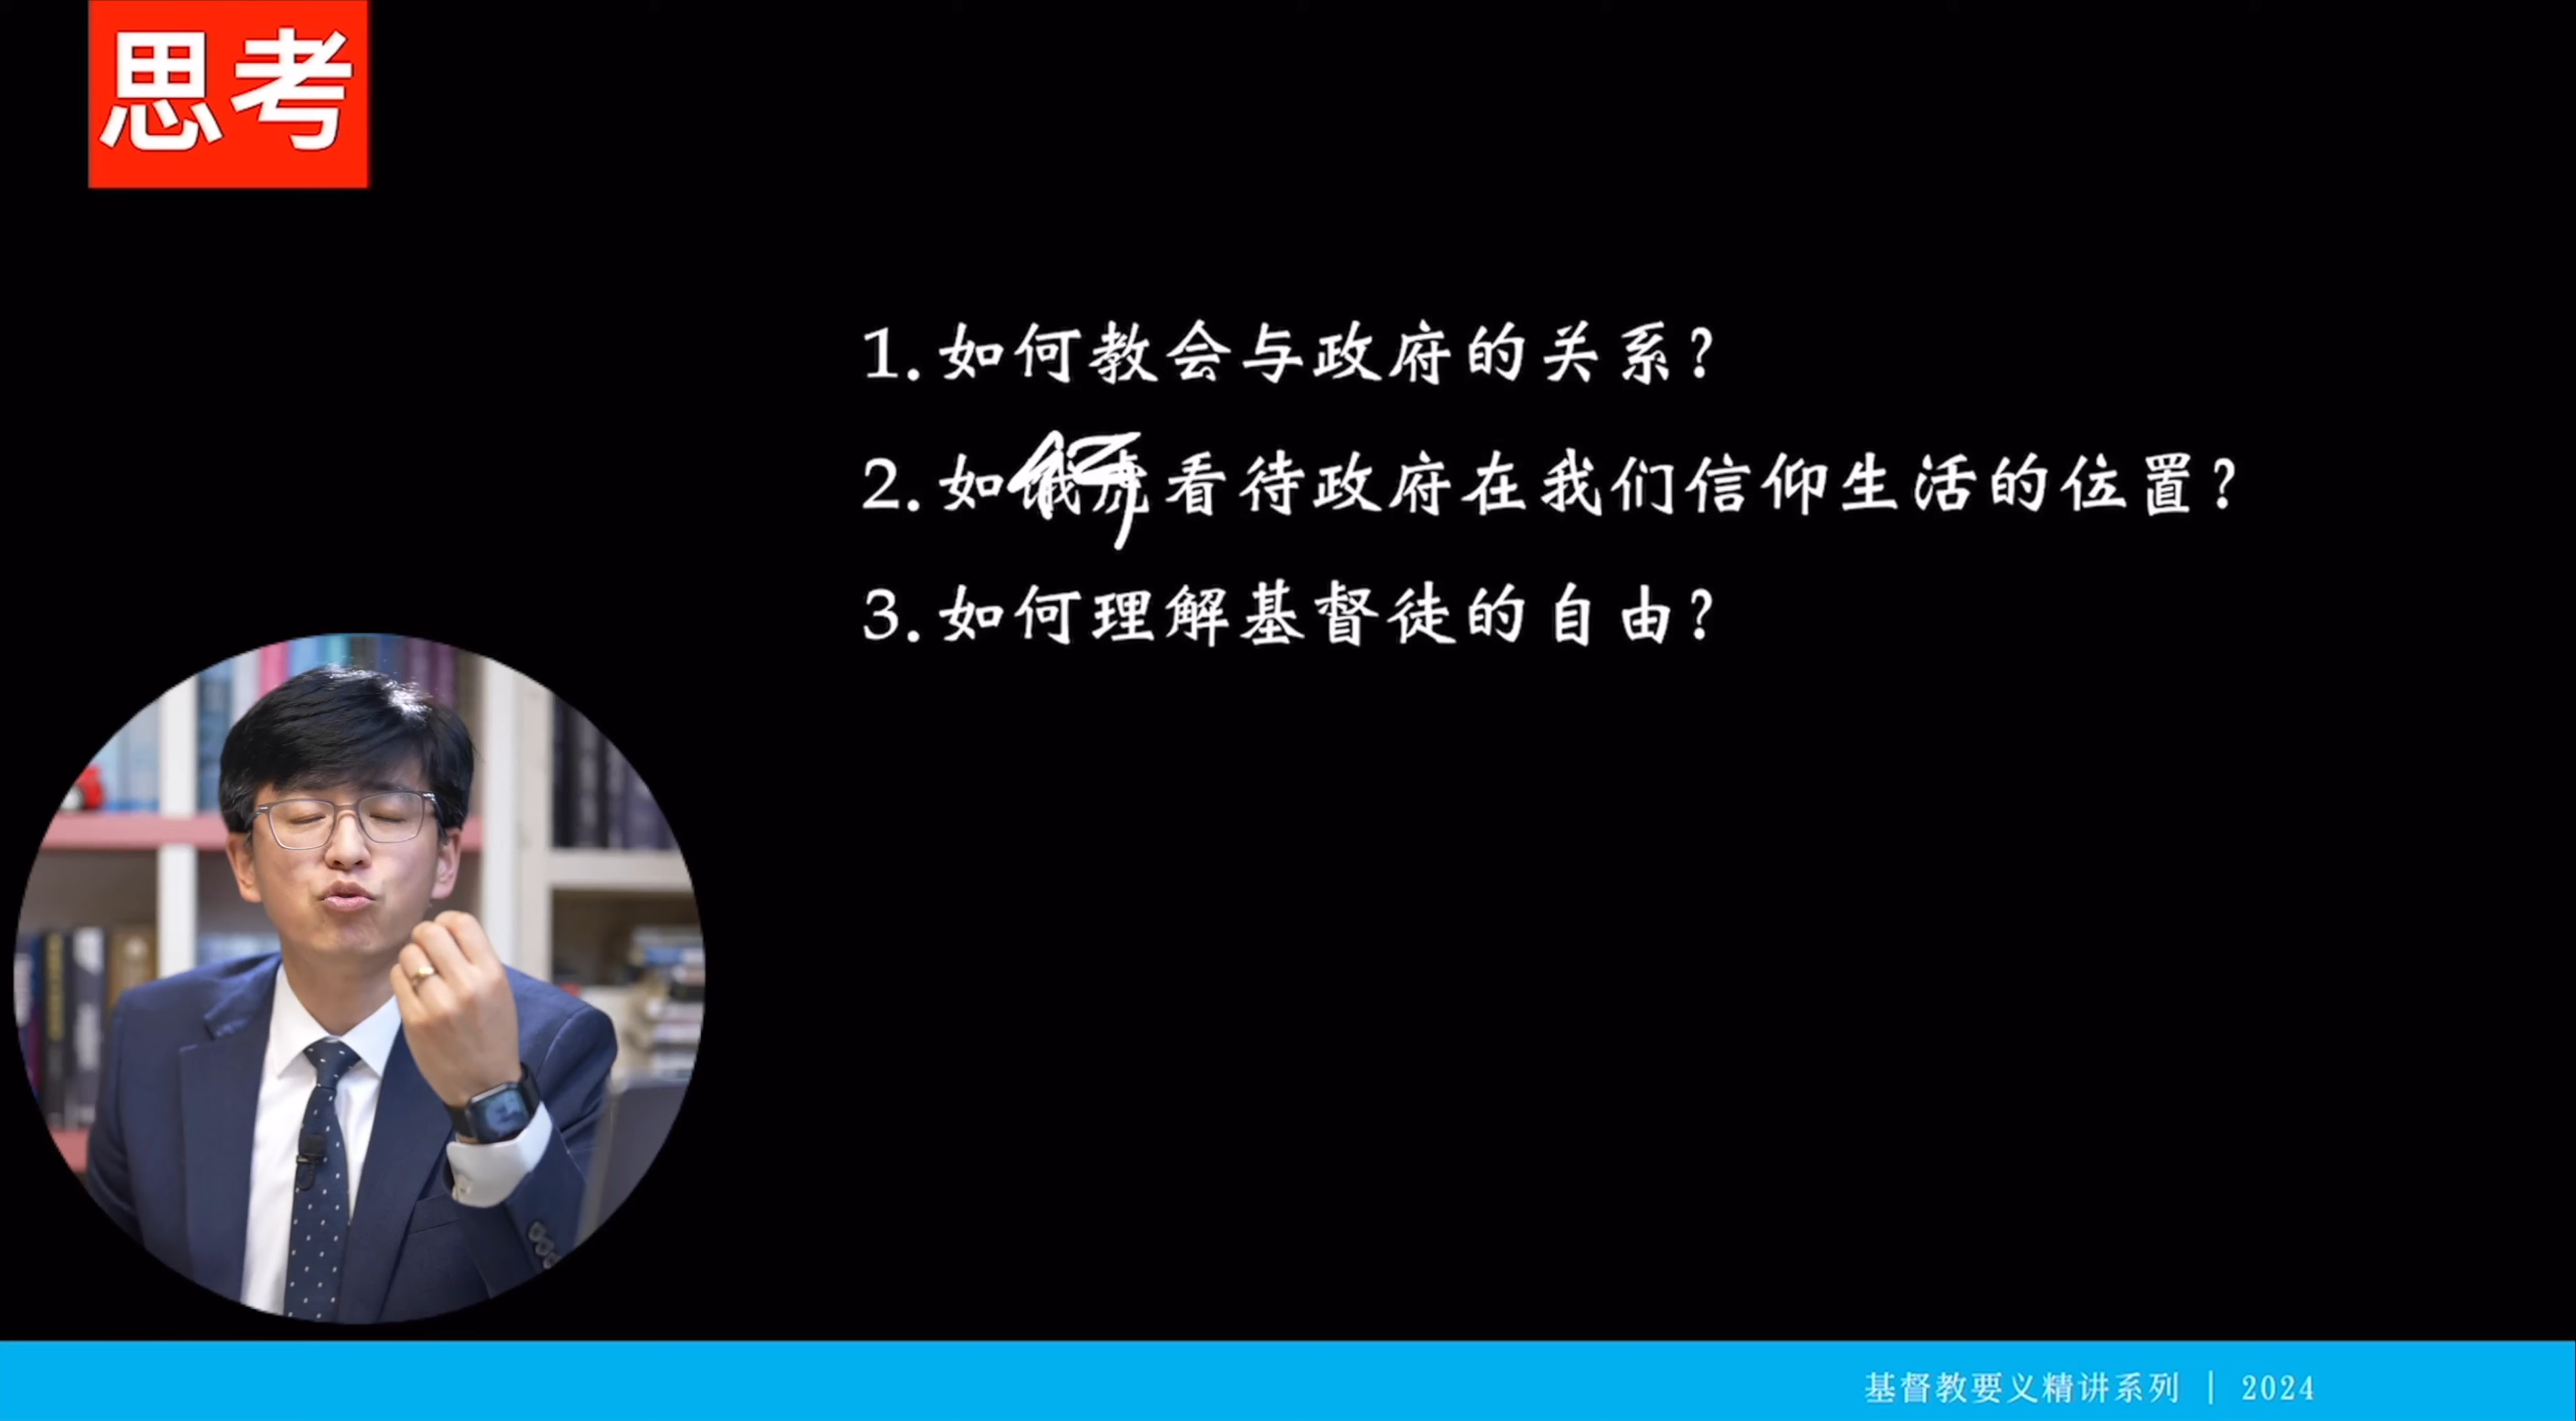 思考
1. 如何教会与政府的关系？
2. 如何看待政府在我们信仰生活的位置？
3. 如何理解基督徒的自由？
基督教要义精讲系列 | 2024